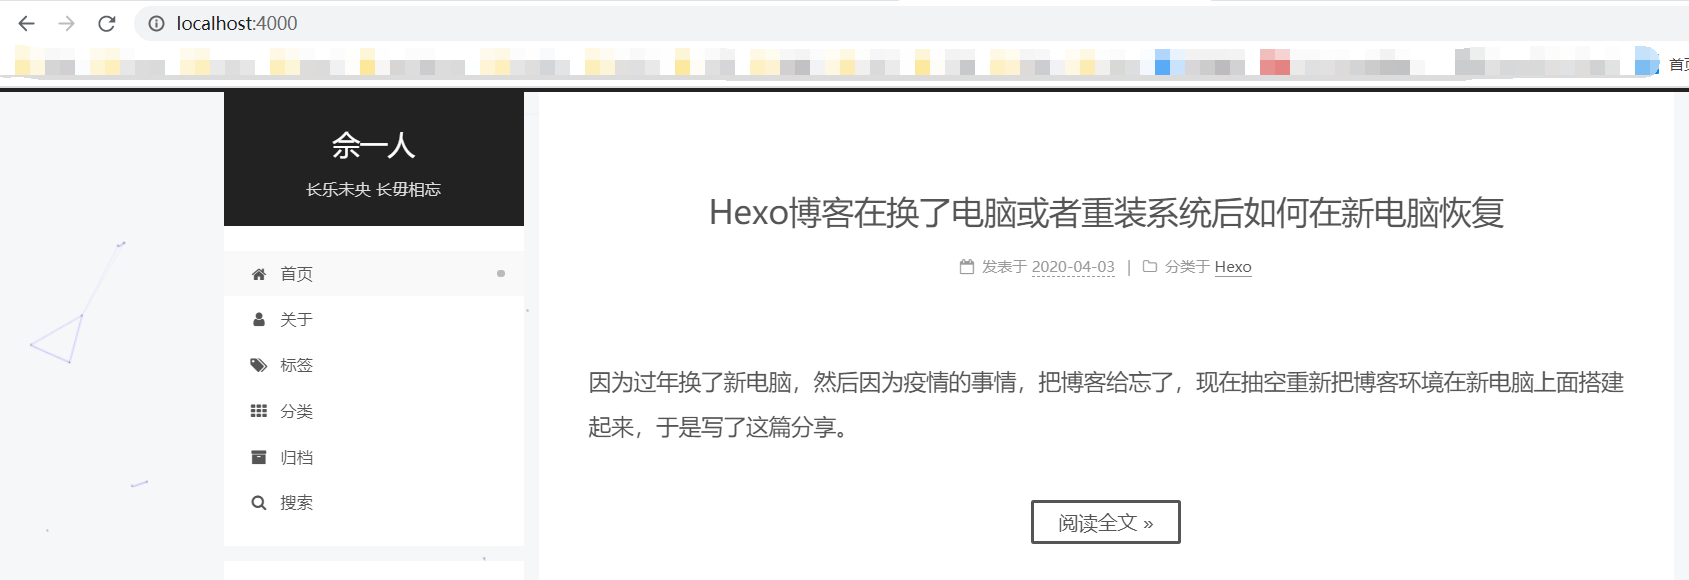 localhost:4000
首页
佘一人
长乐未央 长毋相忘
首页
关于
标签
分类
归档
搜索
Hexo博客在换了电脑或者重装系统后如何在新电脑恢复
发表于 2020-04-03 | 分类于 Hexo
因为过年换了新电脑，然后因为疫情的事情，把博客给忘了，现在抽空重新把博客环境在新电脑上面搭建
起来，于是写了这篇分享。
阅读全文 »